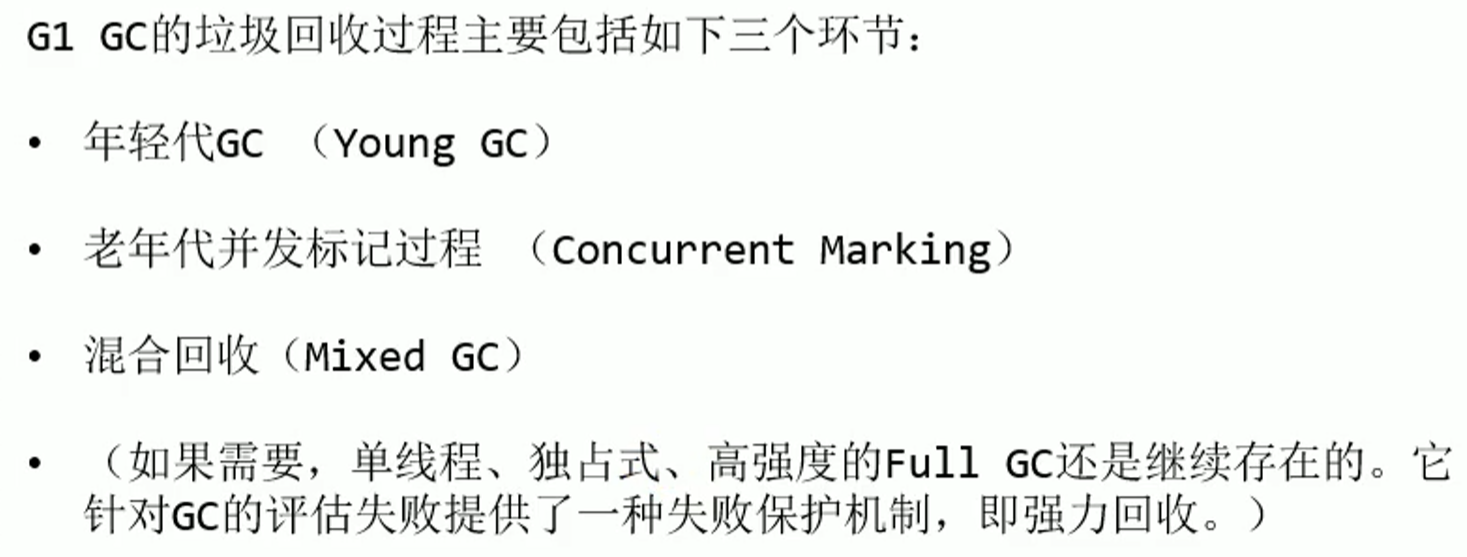 G1 GC的垃圾回收过程主要包括如下三个环节：
• 年轻代GC （Young GC）
• 老年代并发标记过程 （Concurrent Marking）
• 混合回收（Mixed GC）
• （如果需要，单线程、独占式、高强度的Full GC还是继续存在的。它
针对GC的评估失败提供了一种失败保护机制，即强力回收。）